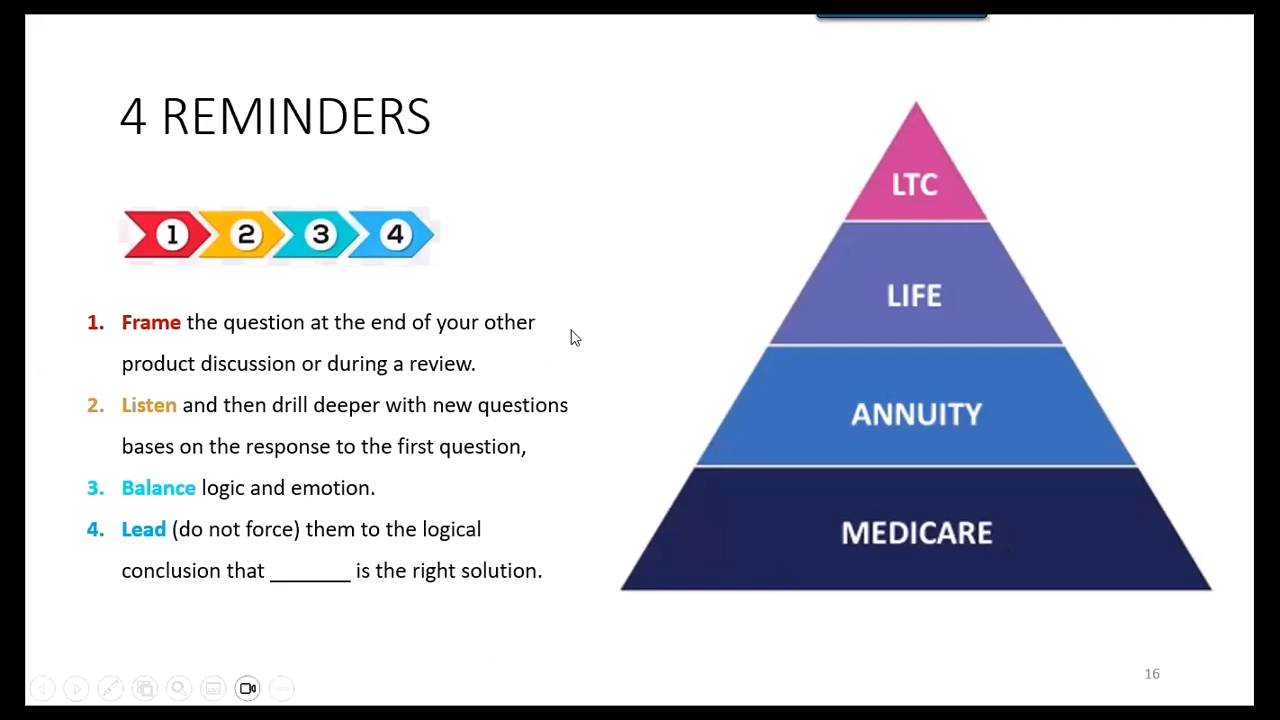 4 REMINDERS
1 2 3 4
1. Frame the question at the end of your other
product discussion or during a review.
2. Listen and then drill deeper with new questions
bases on the response to the first question,
3. Balance logic and emotion.
4. Lead (do not force) them to the logical
conclusion that _______ is the right solution.
LTC
LIFE
ANNUITY
MEDICARE
16